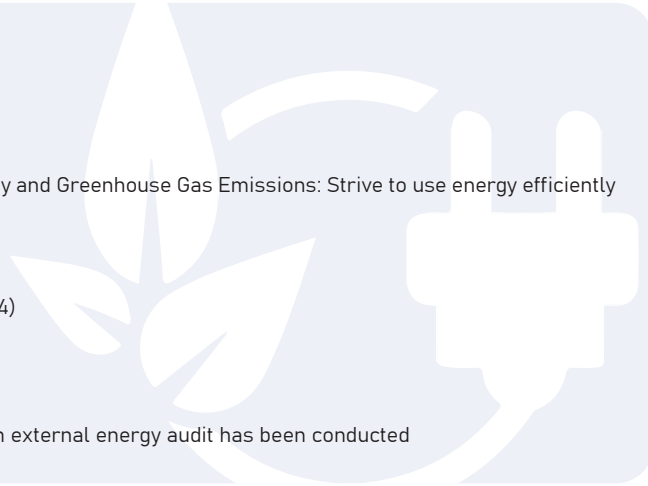 y and Greenhouse Gas Emissions: Strive to use energy efficiently
4)
n external energy audit has been conducted